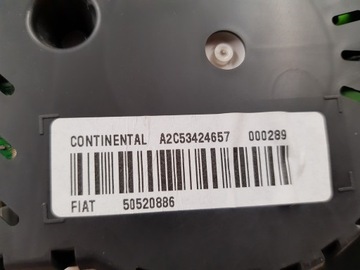 CONTINENTAL A2C53424657 000289
FIAT 50520886